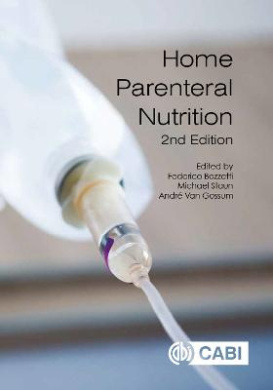 Home
Parenteral
Nutrition
2nd Edition
Edited by
Federico Bozzetti
Michael Staun
André Van Gossum
CABI